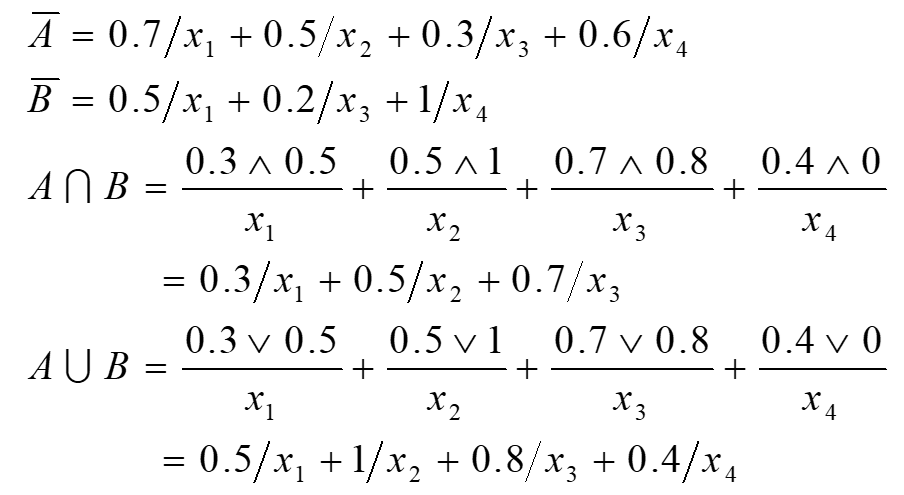 A̅ = 0.7/x₁ + 0.5/x₂ + 0.3/x₃ + 0.6/x₄
B̅ = 0.5/x₁ + 0.2/x₃ + 1/x₄
A ⋂ B = (0.3 ∧ 0.5)/x₁ + (0.5 ∧ 1)/x₂ + (0.7 ∧ 0.8)/x₃ + (0.4 ∧ 0)/x₄
= 0.3/x₁ + 0.5/x₂ + 0.7/x₃
A ⋃ B = (0.3 ∨ 0.5)/x₁ + (0.5 ∨ 1)/x₂ + (0.7 ∨ 0.8)/x₃ + (0.4 ∨ 0)/x₄
= 0.5/x₁ + 1/x₂ + 0.8/x₃ + 0.4/x₄